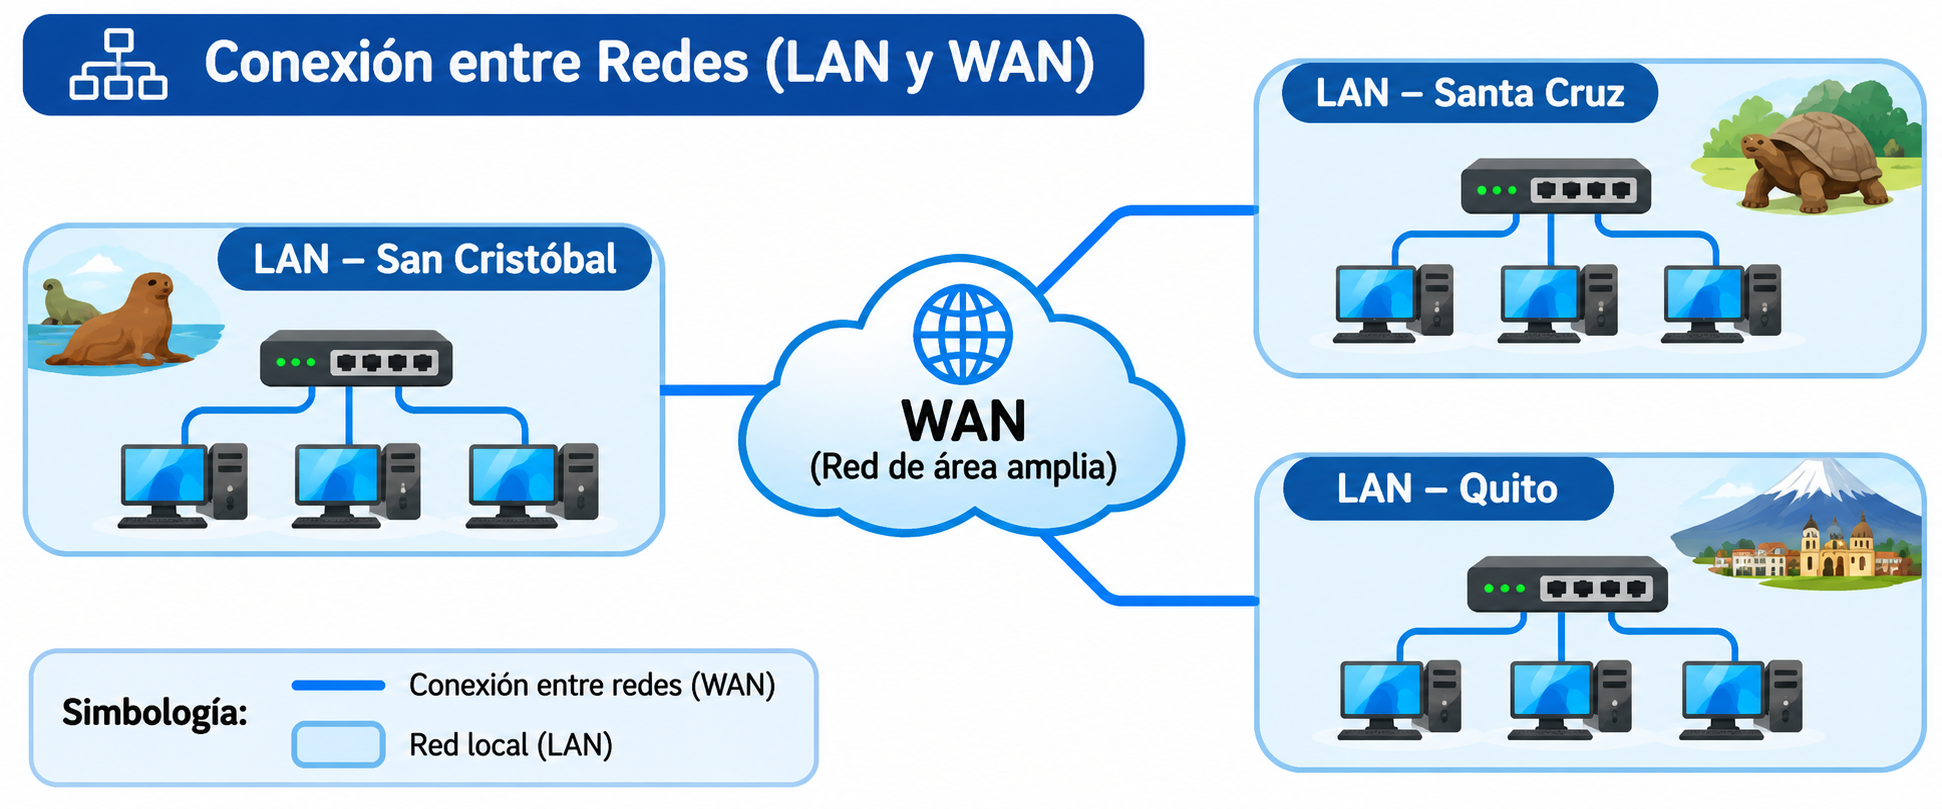 Conexión entre Redes (LAN y WAN)
LAN – Santa Cruz
LAN – San Cristóbal
WAN
(Red de área amplia)
LAN – Quito
Simbología:
Conexión entre redes (WAN)
Red local (LAN)